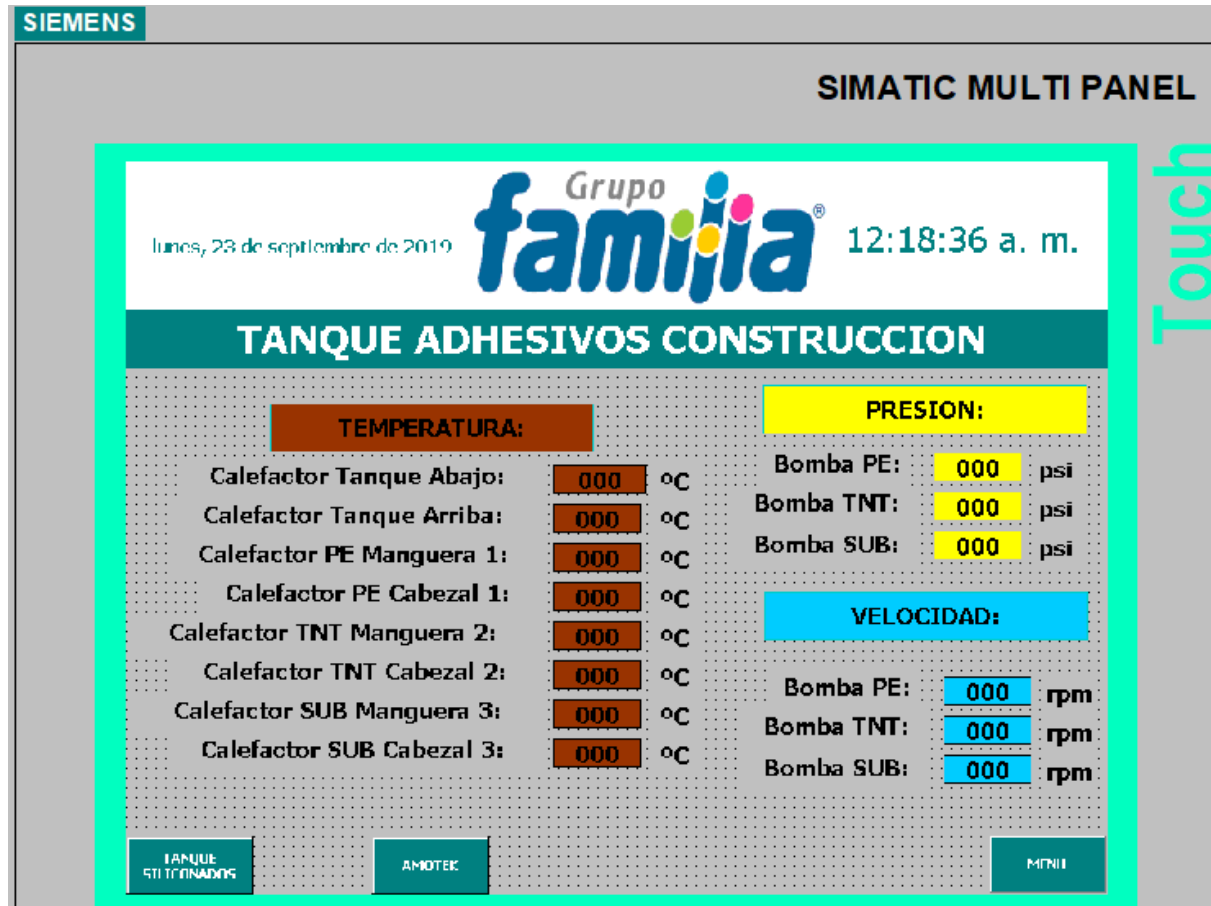 SIEMENS
SIMATIC MULTI PANEL
Touch
Grupo
familia®
lunes, 23 de septiembre de 2019
12:18:36 a. m.
TANQUE ADHESIVOS CONSTRUCCION
TEMPERATURA:
Calefactor Tanque Abajo: 000 ºC
Calefactor Tanque Arriba: 000 ºC
Calefactor PE Manguera 1: 000 ºC
Calefactor PE Cabezal 1: 000 ºC
Calefactor TNT Manguera 2: 000 ºC
Calefactor TNT Cabezal 2: 000 ºC
Calefactor SUB Manguera 3: 000 ºC
Calefactor SUB Cabezal 3: 000 ºC
PRESION:
Bomba PE: 000 psi
Bomba TNT: 000 psi
Bomba SUB: 000 psi
VELOCIDAD:
Bomba PE: 000 rpm
Bomba TNT: 000 rpm
Bomba SUB: 000 rpm
TANQUE
SILICONADOS
AMOTEK
MENU